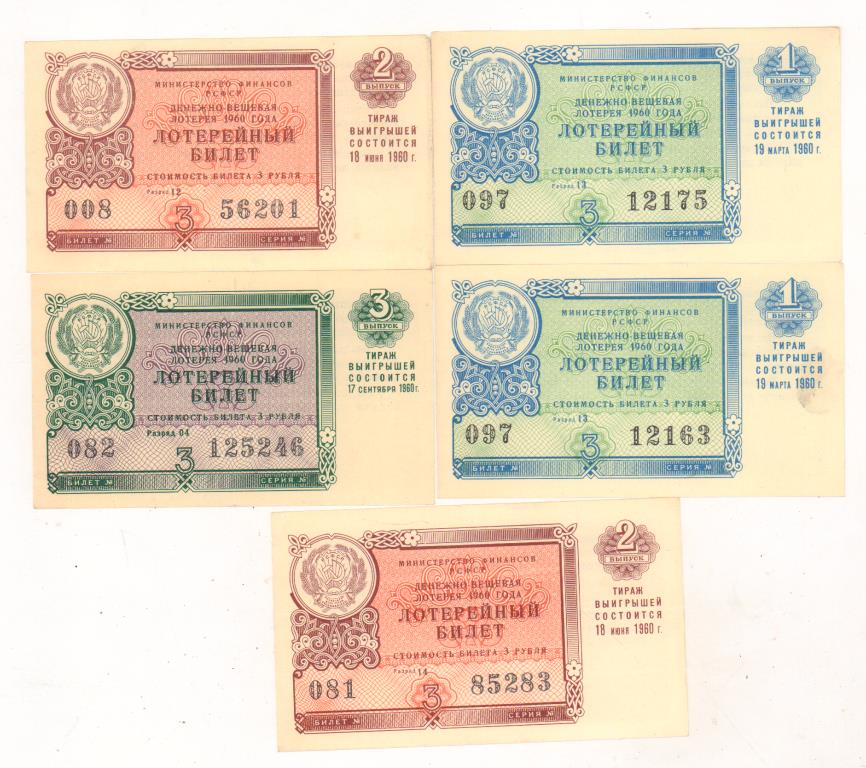 МИНИСТЕРСТВО ФИНАНСОВ
РСФСР
ДЕНЕЖНО-ВЕЩЕВАЯ
ЛОТЕРЕЯ 1960 ГОДА
ЛОТЕРЕЙНЫЙ
БИЛЕТ
СТОИМОСТЬ БИЛЕТА 3 РУБЛЯ
Разряд 12
008 3 56201
БИЛЕТ № СЕРИЯ №
2
ВЫПУСК
ТИРАЖ
ВЫИГРЫШЕЙ
СОСТОИТСЯ
18 ИЮНЯ 1960 г.
МИНИСТЕРСТВО ФИНАНСОВ
РСФСР
ДЕНЕЖНО-ВЕЩЕВАЯ
ЛОТЕРЕЯ 1960 ГОДА
ЛОТЕРЕЙНЫЙ
БИЛЕТ
СТОИМОСТЬ БИЛЕТА 3 РУБЛЯ
Разряд 13
097 3 12175
БИЛЕТ № СЕРИЯ №
1
ВЫПУСК
ТИРАЖ
ВЫИГРЫШЕЙ
СОСТОИТСЯ
19 МАРТА 1960 г.
МИНИСТЕРСТВО ФИНАНСОВ
РСФСР
ДЕНЕЖНО-ВЕЩЕВАЯ
ЛОТЕРЕЯ 1960 ГОДА
ЛОТЕРЕЙНЫЙ
БИЛЕТ
СТОИМОСТЬ БИЛЕТА 3 РУБЛЯ
Разряд 04
082 3 125246
БИЛЕТ № СЕРИЯ №
3
ВЫПУСК
ТИРАЖ
ВЫИГРЫШЕЙ
СОСТОИТСЯ
17 СЕНТЯБРЯ 1960 г.
МИНИСТЕРСТВО ФИНАНСОВ
РСФСР
ДЕНЕЖНО-ВЕЩЕВАЯ
ЛОТЕРЕЯ 1960 ГОДА
ЛОТЕРЕЙНЫЙ
БИЛЕТ
СТОИМОСТЬ БИЛЕТА 3 РУБЛЯ
Разряд 13
097 3 12163
БИЛЕТ № СЕРИЯ №
1
ВЫПУСК
ТИРАЖ
ВЫИГРЫШЕЙ
СОСТОИТСЯ
19 МАРТА 1960 г.
МИНИСТЕРСТВО ФИНАНСОВ
РСФСР
ДЕНЕЖНО-ВЕЩЕВАЯ
ЛОТЕРЕЯ 1960 ГОДА
ЛОТЕРЕЙНЫЙ
БИЛЕТ
СТОИМОСТЬ БИЛЕТА 3 РУБЛЯ
Разряд 14
081 3 85283
БИЛЕТ № СЕРИЯ №
2
ВЫПУСК
ТИРАЖ
ВЫИГРЫШЕЙ
СОСТОИТСЯ
18 ИЮНЯ 1960 г.